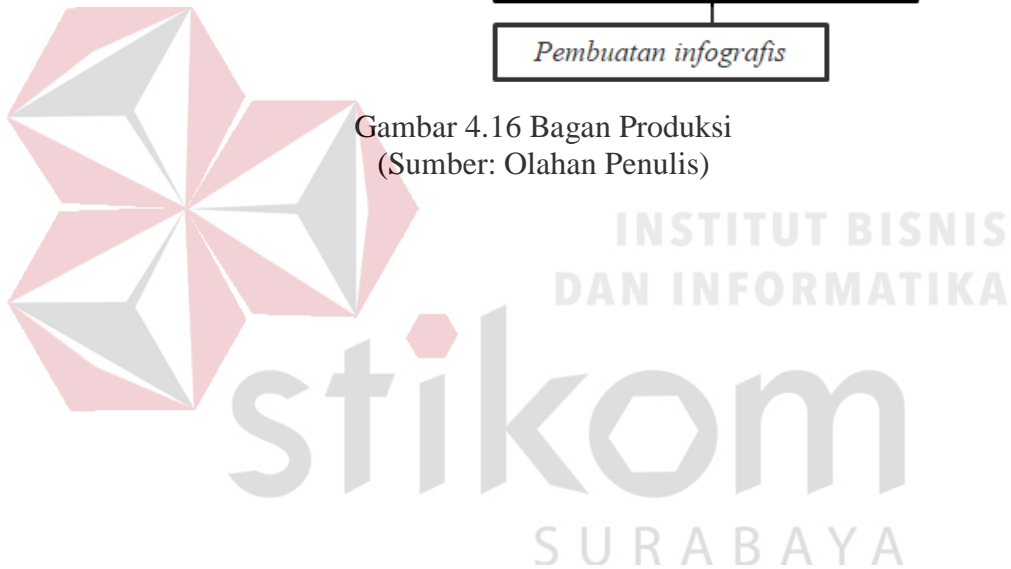 Pembuatan infografis
Gambar 4.16 Bagan Produksi
(Sumber: Olahan Penulis)
INSTITUT BISNIS
DAN INFORMATIKA
stikom
SURABAYA